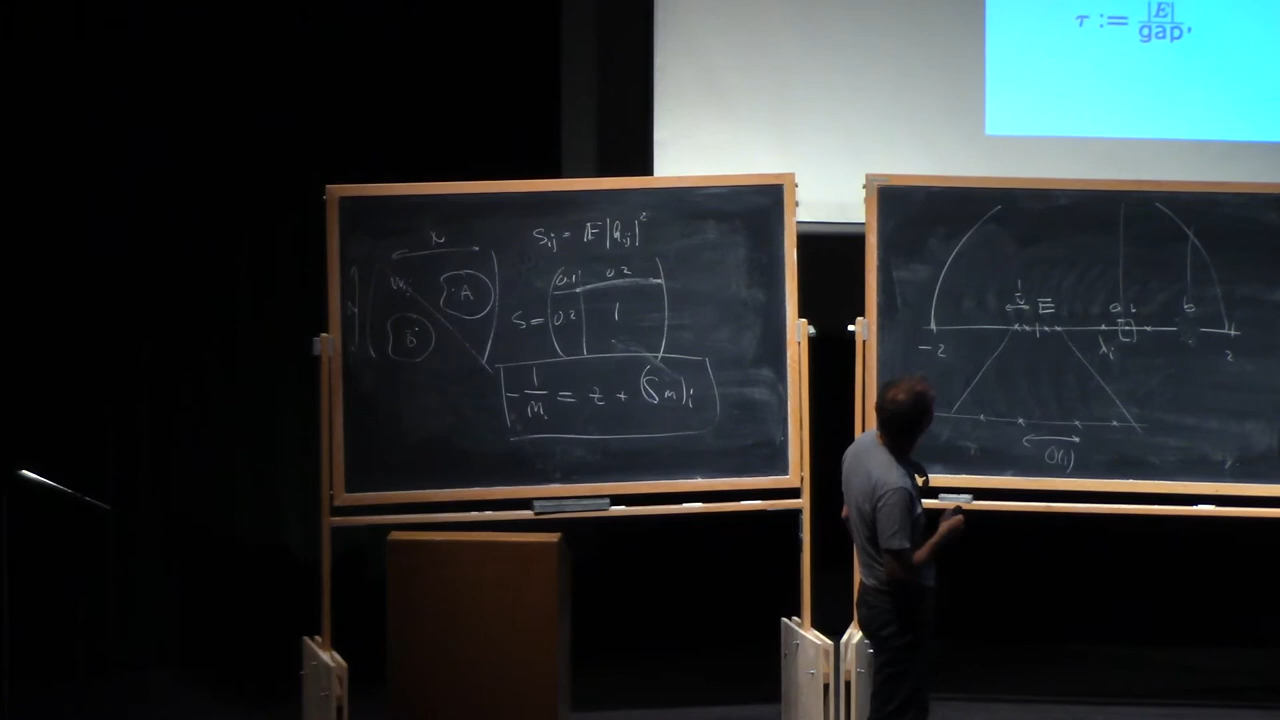 τ := |E| / gap,
N
A
B
S_ij = E|h_ij|²
S = ( 0.1 0.2
0.2 1 )
-1/m_i = z + (Sm)_i
1/N E a b
-2 λ_i 2
O(1)